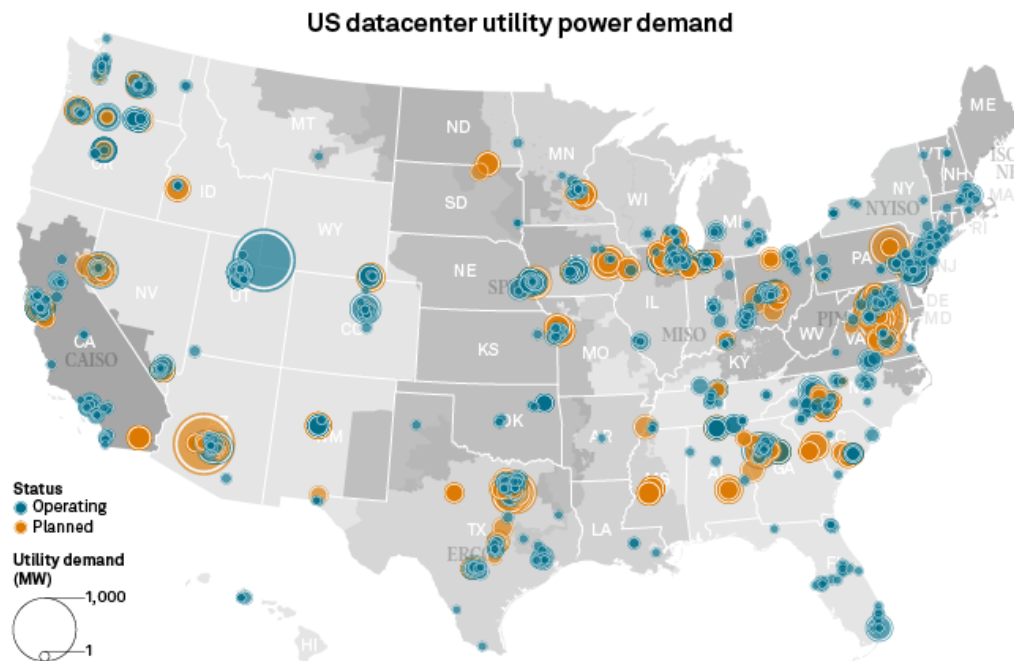 US datacenter utility power demand
ME
MT
ND
MN
VT
NH
ISO
NE
OR
ID
SD
WI
MI
NY
NYISO
MA
RI
WY
PA
NJ
NE
SPP
NV
UT
CO
IL
MISO
PJM
DE
MD
WV
VA
CA
CAISO
KS
MO
KY
OK
AR
NM
MS
AL
GA
TX
ERCOT
LA
FL
HI
Status
Operating
Planned
Utility demand
(MW)
1,000
1